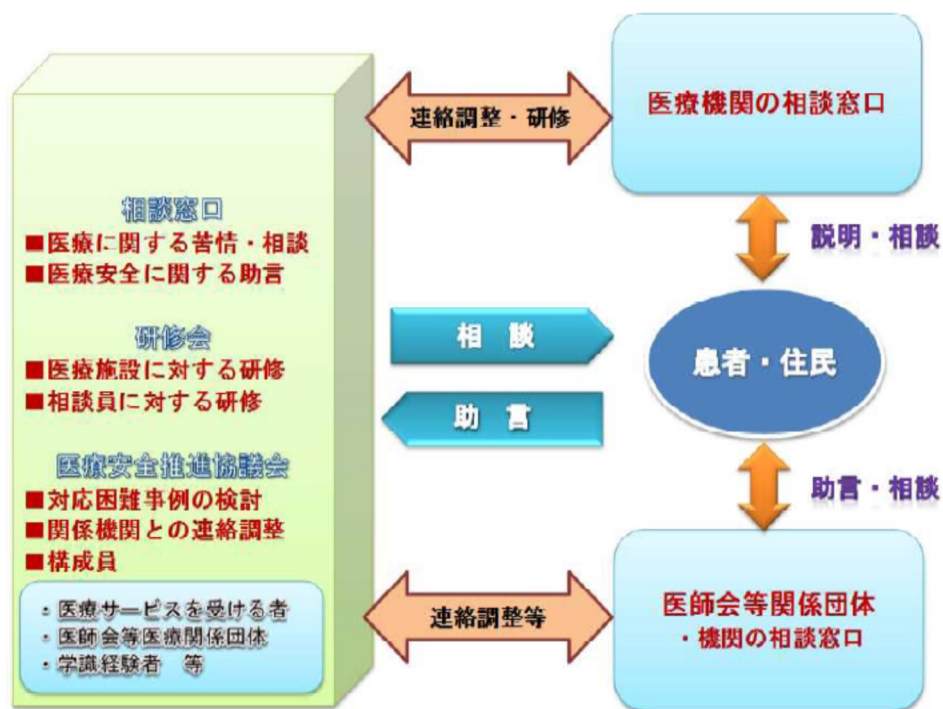 相談窓口
■医療に関する苦情・相談
■医療安全に関する助言
研修会
■医療施設に対する研修
■相談員に対する研修
医療安全推進協議会
■対応困難事例の検討
■関係機関との連絡調整
■構成員
・医療サービスを受ける者
・医師会等医療関係団体
・学識経験者　等
連絡調整・研修
相　談
助　言
連絡調整等
医療機関の相談窓口
説明・相談
患者・住民
助言・相談
医師会等関係団体
・機関の相談窓口